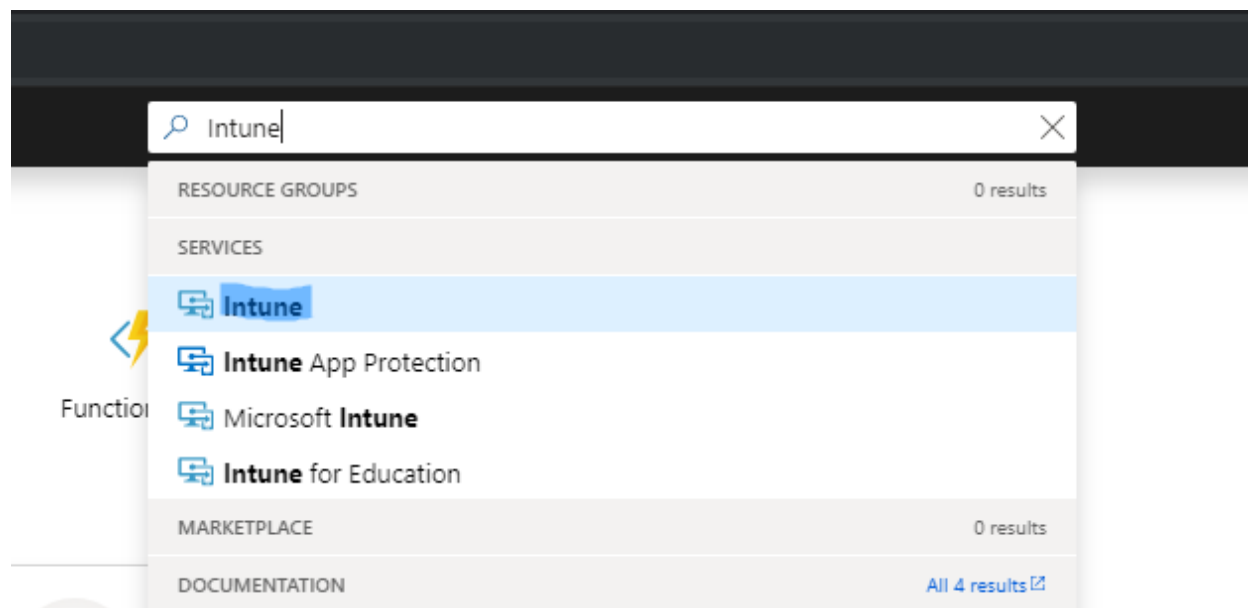 Intune
RESOURCE GROUPS 0 results
SERVICES
Intune
Intune App Protection
Functio
Microsoft Intune
Intune for Education
MARKETPLACE 0 results
DOCUMENTATION All 4 results